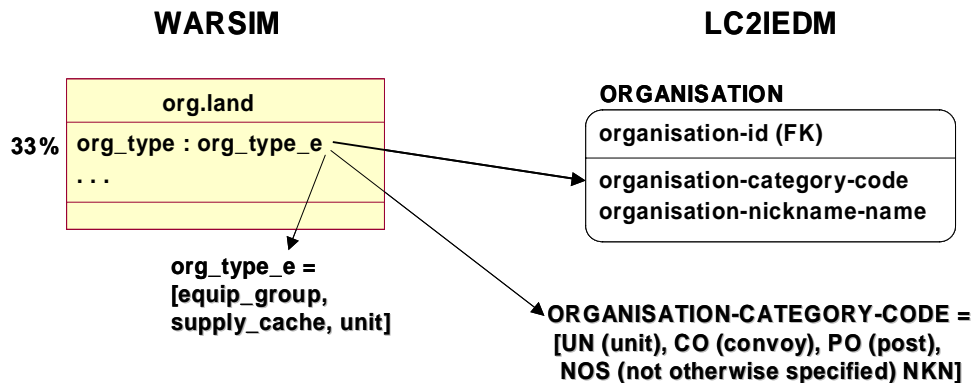 WARSIM
LC2IEDM
org.land
33%
org_type : org_type_e
. . .
ORGANISATION
organisation-id (FK)
organisation-category-code
organisation-nickname-name
org_type_e =
[equip_group,
supply_cache, unit]
ORGANISATION-CATEGORY-CODE =
[UN (unit), CO (convoy), PO (post),
NOS (not otherwise specified) NKN]